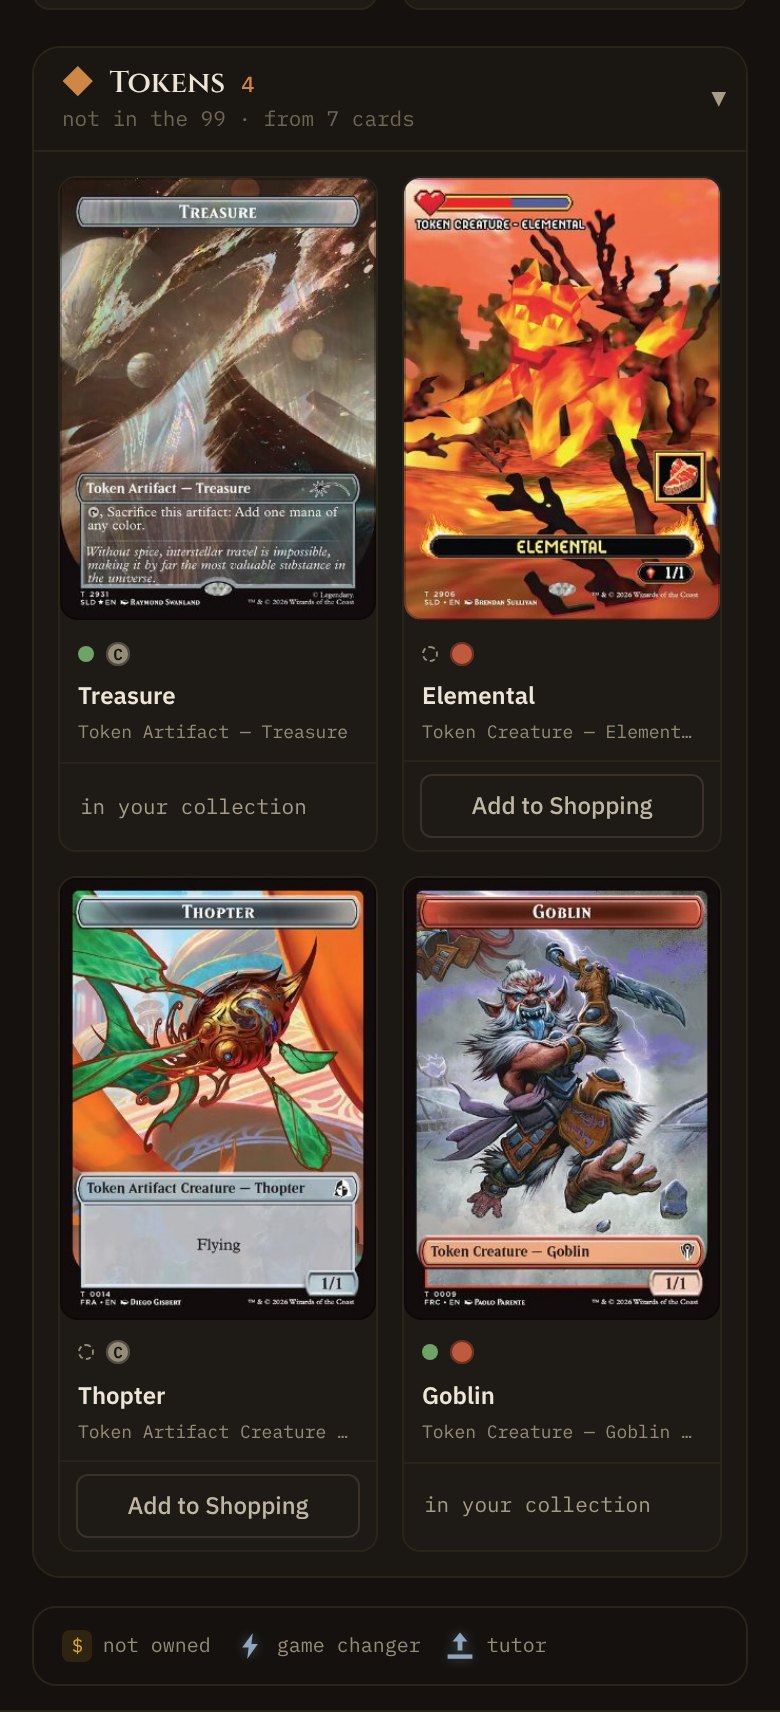 TOKENS 4
not in the 99 · from 7 cards
▼
TREASURE
Token Artifact — Treasure
, Sacrifice this artifact: Add one mana of
any color.
Without spice, interstellar travel is impossible,
making it by far the most valuable substance in
the universe.
T 2931
SLD ★ EN RAYMOND SWANLAND
© Legendary.
™ & © 2026 Wizards of the Coast
C
Treasure
Token Artifact — Treasure
in your collection
TOKEN CREATURE - ELEMENTAL
ELEMENTAL
1/1
T 2906
SLD • EN BRENDAN SULLIVAN
™ & © 2026 Wizards of the Coast
Elemental
Token Creature — Element…
Add to Shopping
THOPTER
Token Artifact Creature — Thopter
Flying
1/1
T 0014
FRA • EN DIEGO GISBERT
™ & © 2026 Wizards of the Coast
C
Thopter
Token Artifact Creature …
Add to Shopping
GOBLIN
Token Creature — Goblin
1/1
T 0009
FRC • EN PAOLO PARENTE
™ & © 2026 Wizards of the Coast
Goblin
Token Creature — Goblin …
in your collection
$ not owned game changer tutor